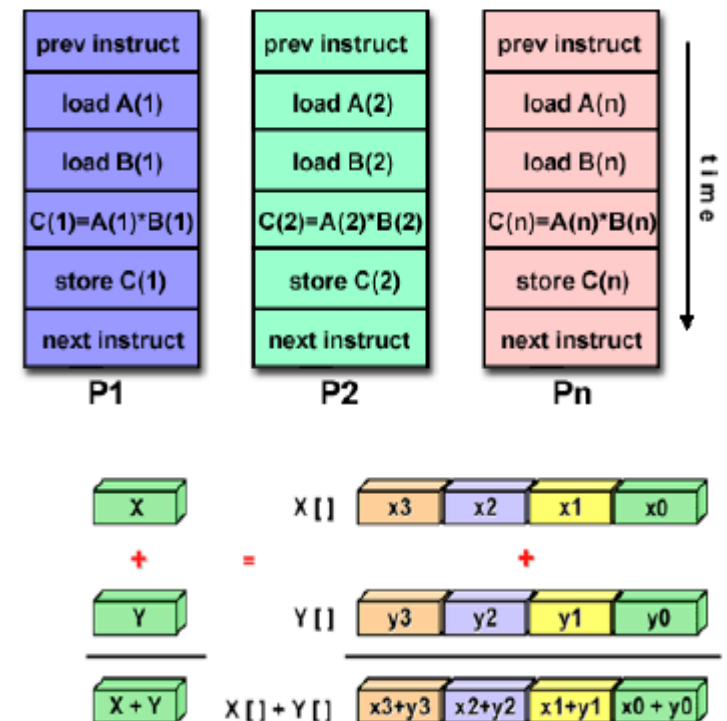 prev instruct prev instruct prev instruct
load A(1) load A(2) load A(n)
load B(1) load B(2) load B(n)
C(1)=A(1)*B(1) C(2)=A(2)*B(2) C(n)=A(n)*B(n)
store C(1) store C(2) store C(n)
next instruct next instruct next instruct
time
P1 P2 Pn
X X [ ] x3 x2 x1 x0
+ = +
Y Y [ ] y3 y2 y1 y0
X + Y X [ ] + Y [ ] x3+y3 x2+y2 x1+y1 x0 + y0